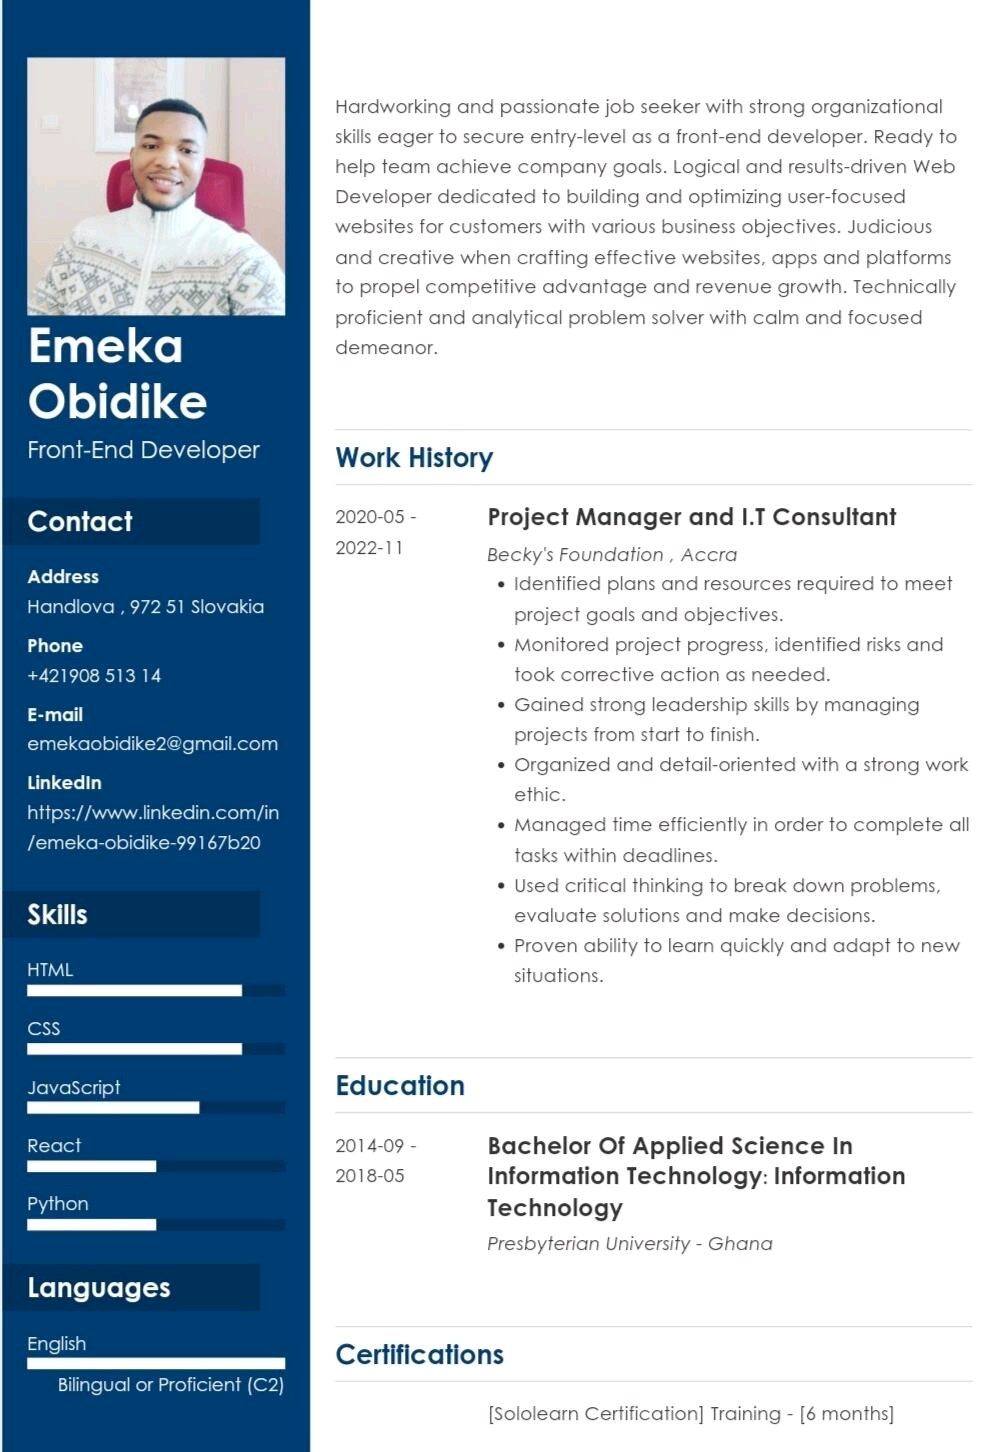 Emeka
Obidike
Front-End Developer
Contact
Address
Handlova , 972 51 Slovakia
Phone
+421908 513 14
E-mail
emekaobidike2@gmail.com
LinkedIn
https://www.linkedin.com/in
/emeka-obidike-99167b20
Skills
HTML
CSS
JavaScript
React
Python
Languages
English
Bilingual or Proficient (C2)
Hardworking and passionate job seeker with strong organizational
skills eager to secure entry-level as a front-end developer. Ready to
help team achieve company goals. Logical and results-driven Web
Developer dedicated to building and optimizing user-focused
websites for customers with various business objectives. Judicious
and creative when crafting effective websites, apps and platforms
to propel competitive advantage and revenue growth. Technically
proficient and analytical problem solver with calm and focused
demeanor.
Work History
2020-05 -
2022-11
Project Manager and I.T Consultant
Becky's Foundation , Accra
• Identified plans and resources required to meet
project goals and objectives.
• Monitored project progress, identified risks and
took corrective action as needed.
• Gained strong leadership skills by managing
projects from start to finish.
• Organized and detail-oriented with a strong work
ethic.
• Managed time efficiently in order to complete all
tasks within deadlines.
• Used critical thinking to break down problems,
evaluate solutions and make decisions.
• Proven ability to learn quickly and adapt to new
situations.
Education
2014-09 -
2018-05
Bachelor Of Applied Science In
Information Technology: Information
Technology
Presbyterian University - Ghana
Certifications
[Sololearn Certification] Training - [6 months]